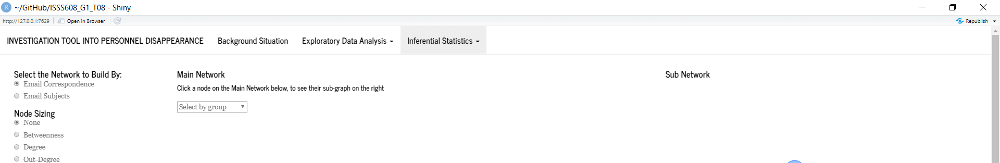 R ~/GitHub/ISSS608_G1_T08 - Shiny
http://127.0.0.1:7629 Open in Browser Republish
INVESTIGATION TOOL INTO PERSONNEL DISAPPEARANCE Background Situation Exploratory Data Analysis Inferential Statistics
Select the Network to Build By:
Email Correspondence
Email Subjects
Node Sizing
None
Betweenness
Degree
Out-Degree
Main Network
Click a node on the Main Network below, to see their sub-graph on the right
Select by group
Sub Network